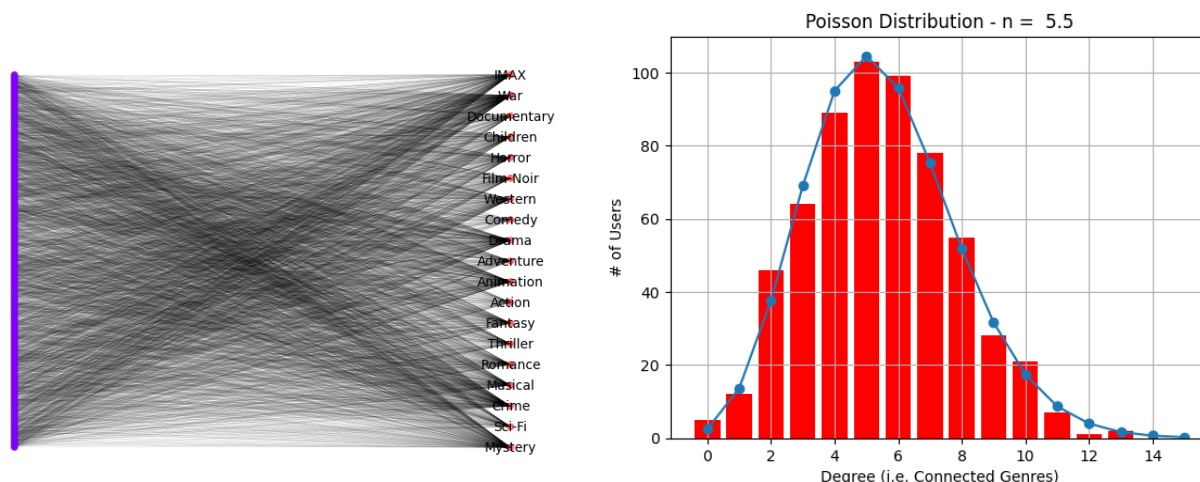 IMAX
War
Documentary
Children
Horror
Film-Noir
Western
Comedy
Drama
Adventure
Animation
Action
Fantasy
Thriller
Romance
Musical
Crime
Sci-Fi
Mystery
Poisson Distribution - n =  5.5
# of Users
100
80
60
40
20
0
0 2 4 6 8 10 12 14
Degree (i.e. Connected Genres)